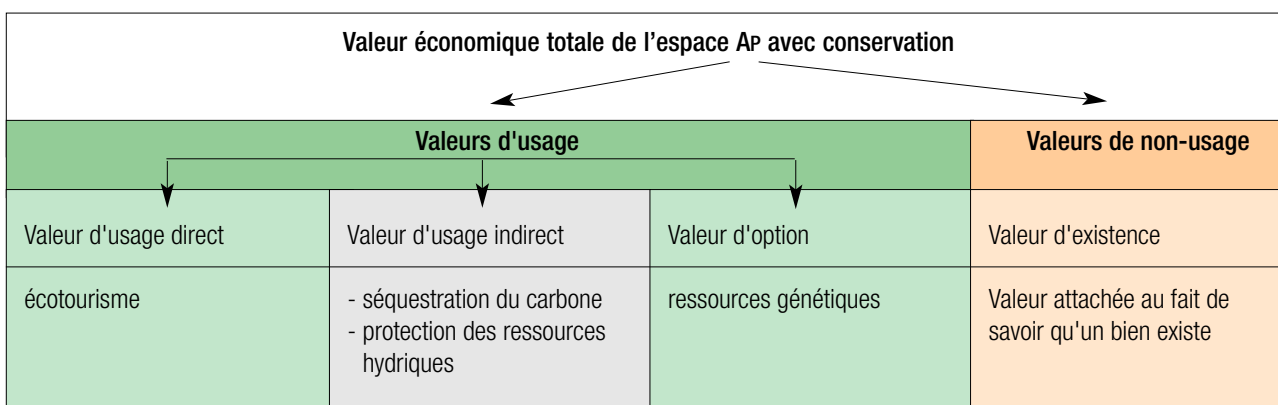 Valeur économique totale de l’espace AP avec conservation
Valeurs d'usage
Valeurs de non-usage
Valeur d'usage direct
Valeur d'usage indirect
Valeur d'option
Valeur d'existence
écotourisme
- séquestration du carbone
- protection des ressources
hydriques
ressources génétiques
Valeur attachée au fait de
savoir qu'un bien existe